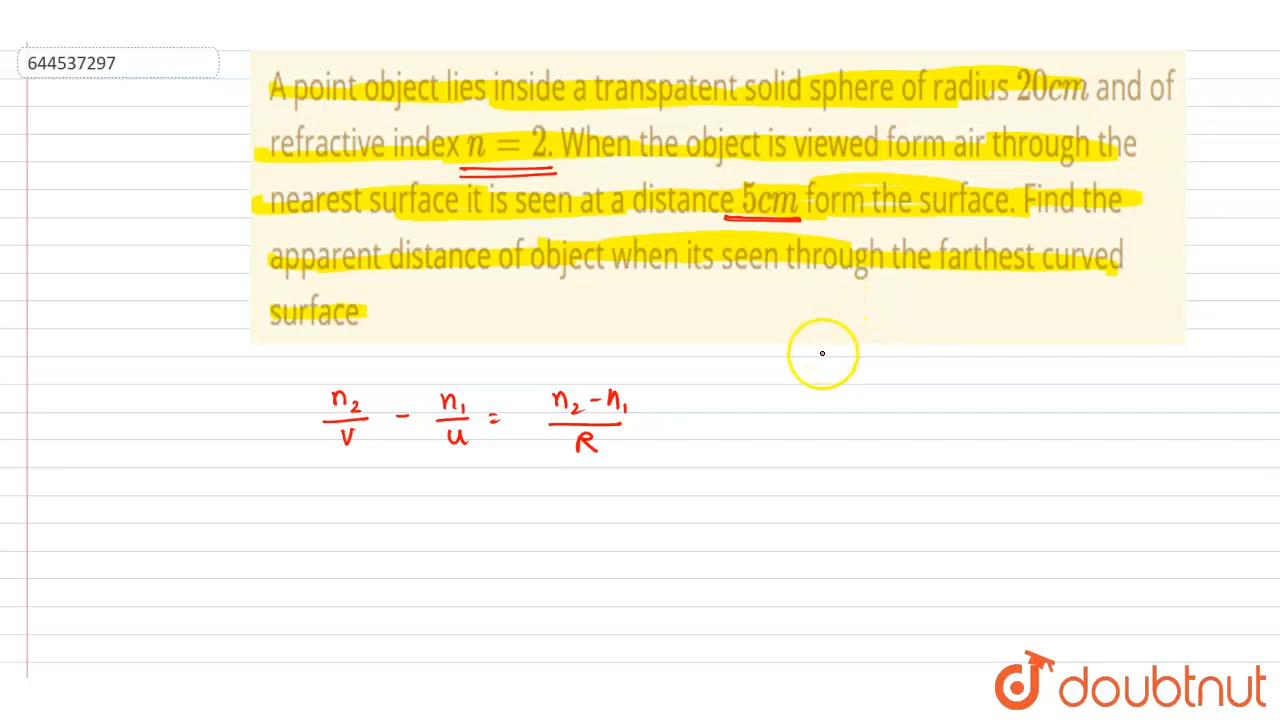 644537297
A point object lies inside a transpatent solid sphere of radius 20cm and of
refractive index n = 2. When the object is viewed form air through the
nearest surface it is seen at a distance 5cm form the surface. Find the
apparent distance of object when its seen through the farthest curved
surface
n₂/v - n₁/u = n₂-n₁/R
doubtnut